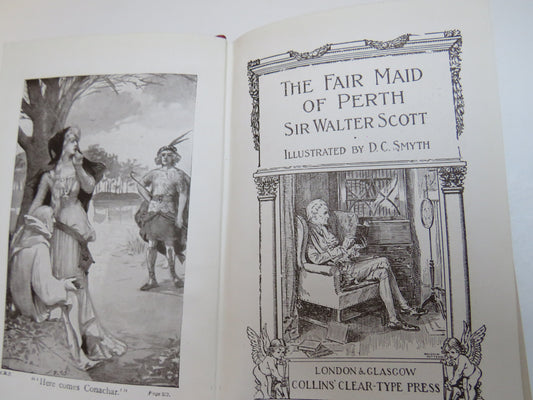 "'Here comes Conachar.'"
THE FAIR MAID
OF PERTH
SIR WALTER SCOTT
ILLUSTRATED BY D. C. SMYTH
LONDON & GLASGOW
COLLINS' CLEAR-TYPE PRESS